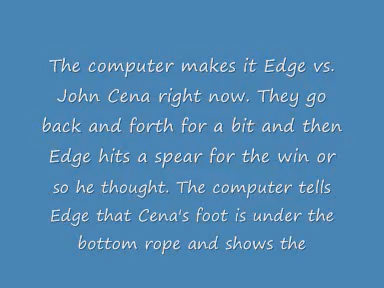 The computer makes it Edge vs.
John Cena right now. They go
back and forth for a bit and then
Edge hits a spear for the win or
so he thought. The computer tells
Edge that Cena's foot is under the
bottom rope and shows the